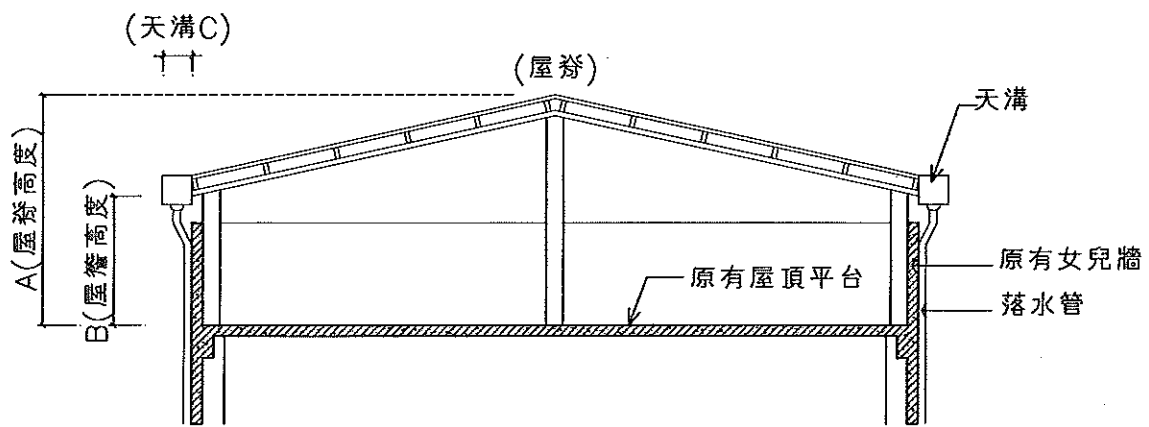 (天溝C)
(屋脊)
天溝
A(屋脊高度)
B(屋簷高度)
原有屋頂平台
原有女兒牆
落水管